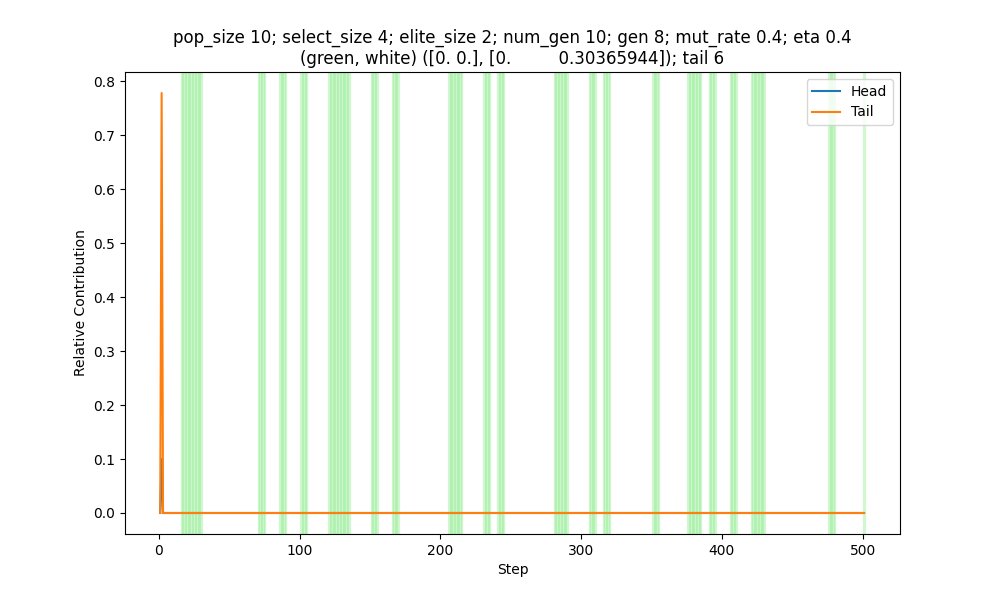 pop_size 10; select_size 4; elite_size 2; num_gen 10; gen 8; mut_rate 0.4; eta 0.4
(green, white) ([0. 0.], [0.          0.30365944]); tail 6
Head
Tail
0.8
0.7
0.6
0.5
0.4
0.3
0.2
0.1
0.0
Relative Contribution
0
100
200
300
400
500
Step